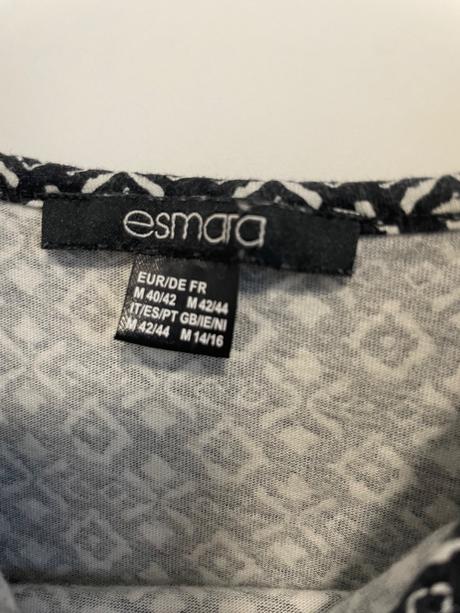 esmara
EUR/DE FR
M 40/42 M 42/44
IT/ES/PT GB/IE/NI
M 42/44 M 14/16